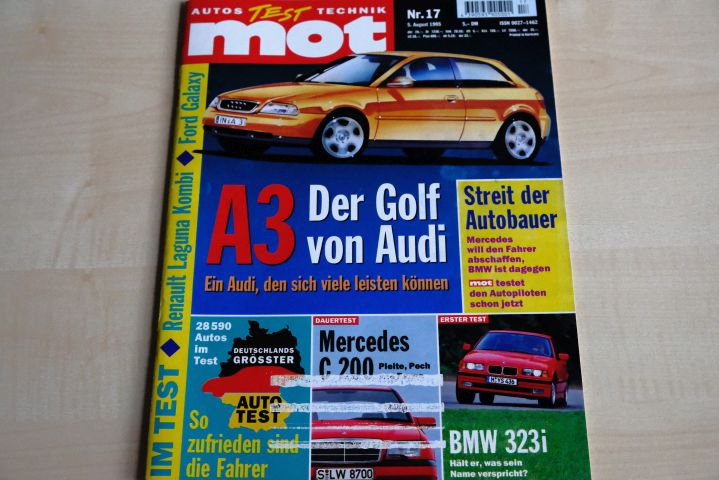 AUTOS TEST TECHNIK
mot
Nr. 17
5. August 1995
5,- DM
ISSN 0027-1462
IN·A 3
A3 Der Golf
von Audi
Ein Audi, den sich viele leisten können
Streit der
Autobauer
Mercedes
will den Fahrer
abschaffen,
BMW ist dagegen
mot testet
den Autopiloten
schon jetzt
IM TEST ◆ Renault Laguna Kombi ◆ Ford Galaxy
28 590
Autos
im
Test
DEUTSCHLANDS
GRÖSSTER
AUTO
TEST
So
zufrieden sind
die Fahrer
DAUERTEST
Mercedes
C 200 Pleite, Pech
S·LW 8700
ERSTER TEST
M·YS 436
BMW 323i
Hält er, was sein
Name verspricht?